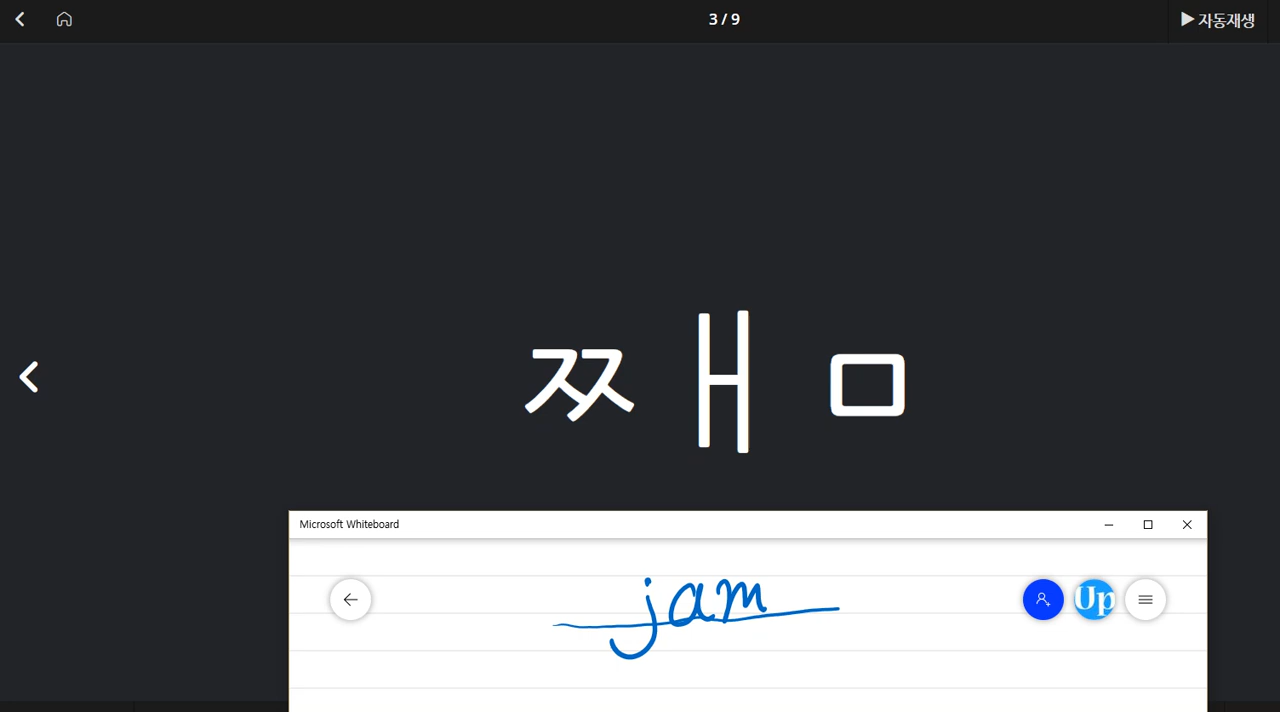 3 / 9
▶ 자동재생
ㅉ ㅐ ㅁ
Microsoft Whiteboard
jam
Up